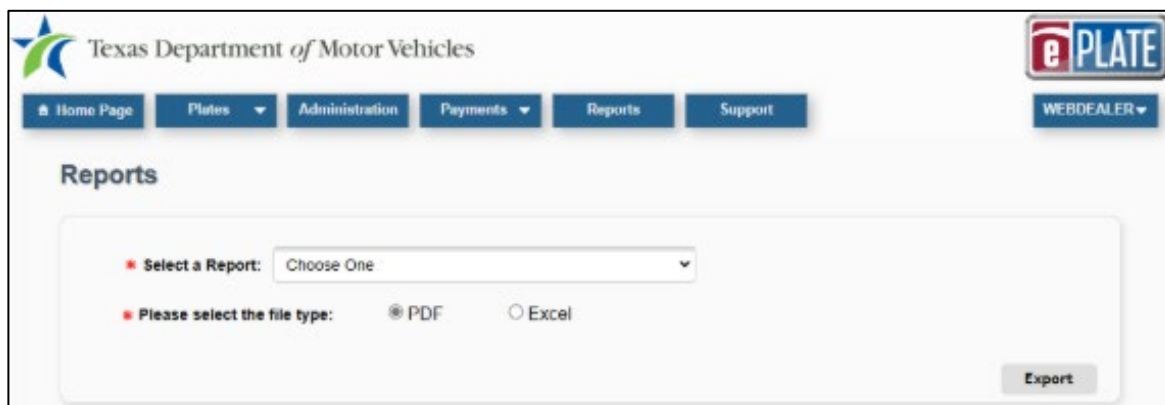 Texas Department of Motor Vehicles
e PLATE
Home Page Plates Administration Payments Reports Support WEBDEALER
Reports
* Select a Report: Choose One
* Please select the file type: PDF Excel
Export